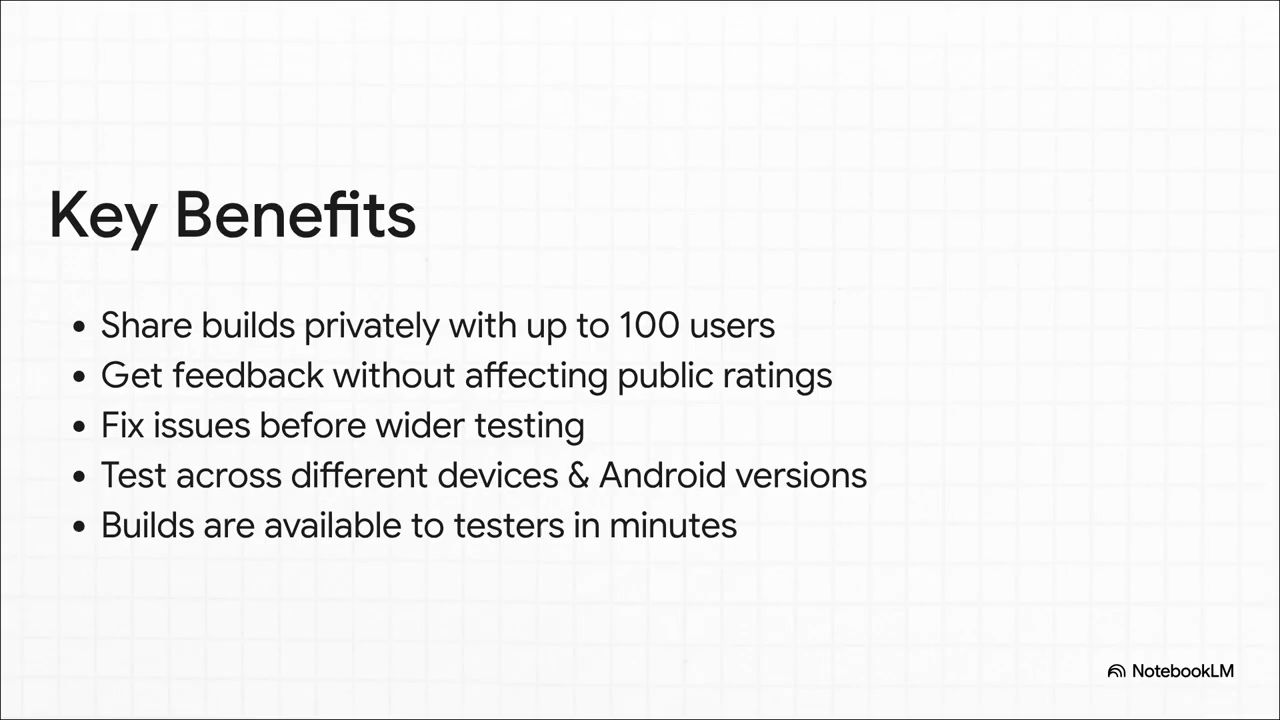 Key Benefits
• Share builds privately with up to 100 users
• Get feedback without affecting public ratings
• Fix issues before wider testing
• Test across different devices & Android versions
• Builds are available to testers in minutes
NotebookLM